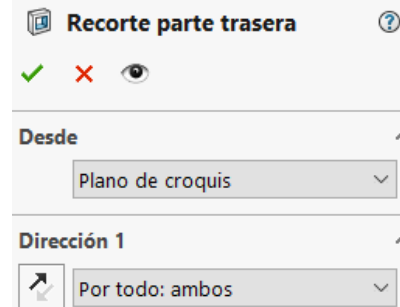 Recorte parte trasera
Desde
Plano de croquis
Dirección 1
Por todo: ambos